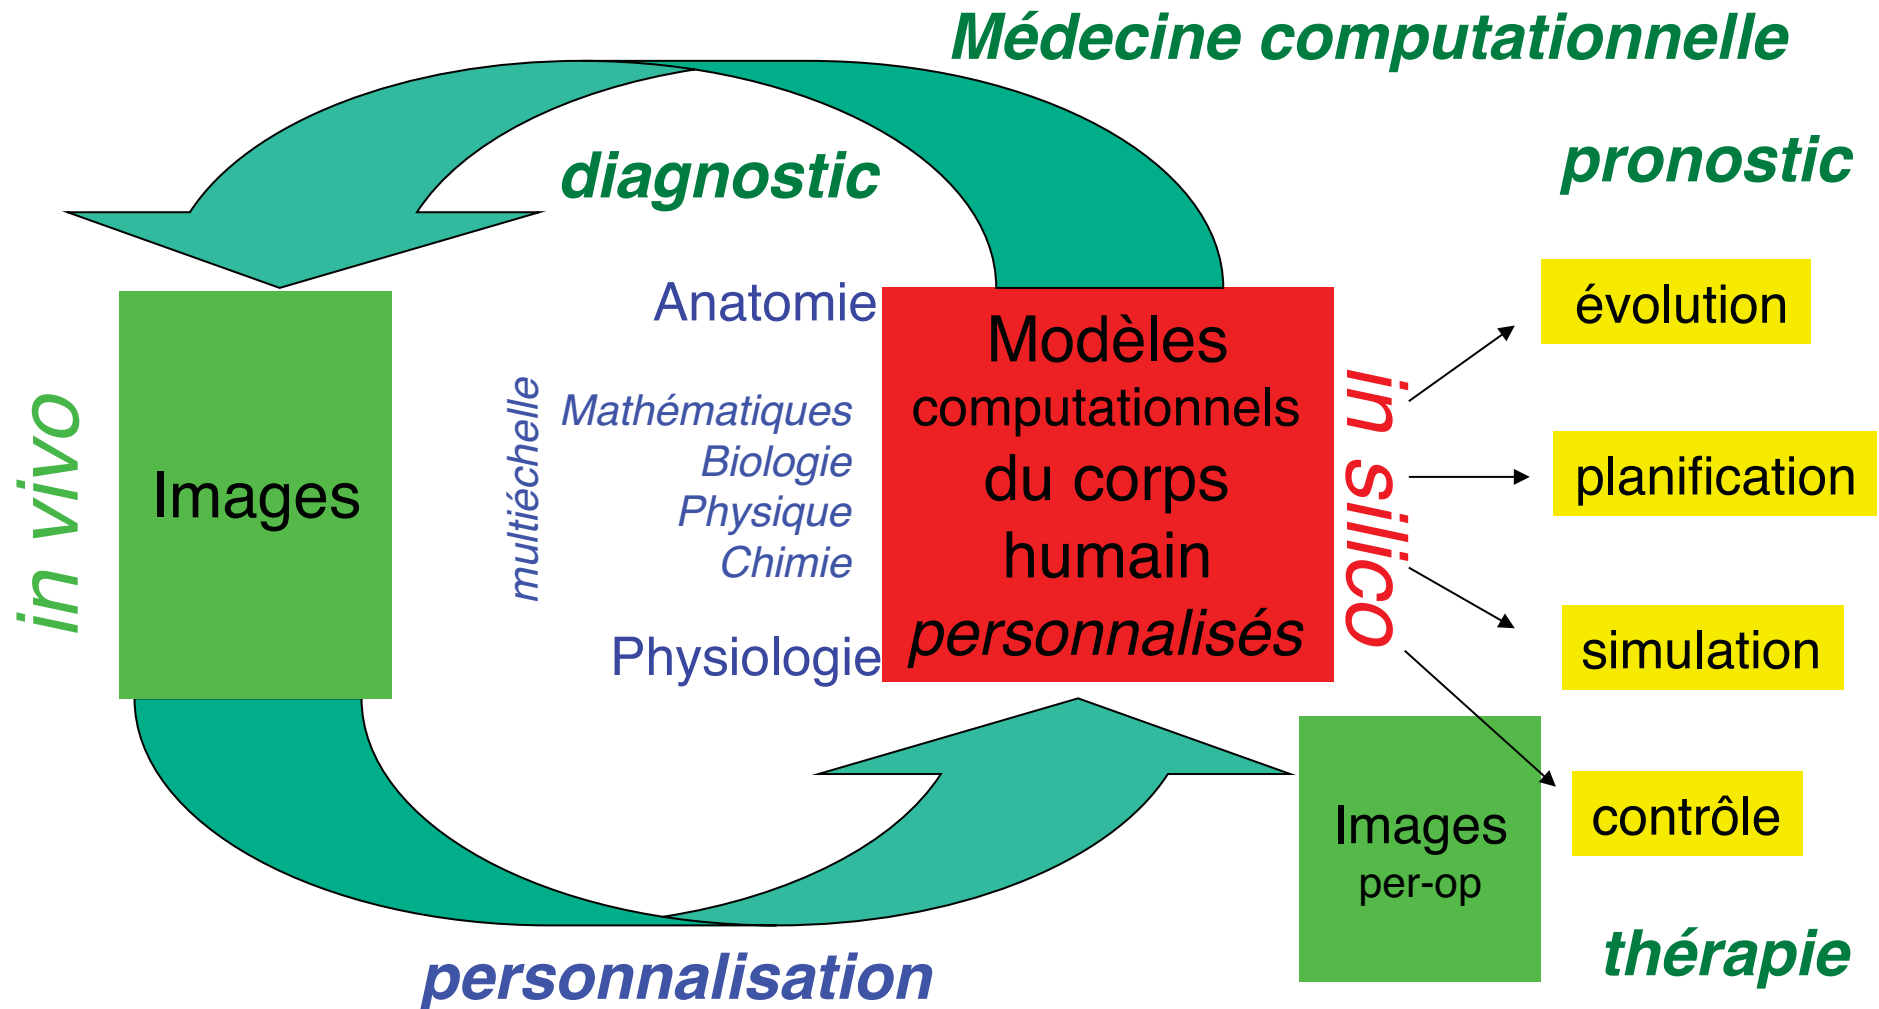 Médecine computationnelle
diagnostic
pronostic
in vivo
Images
Anatomie
multiéchelle
Mathématiques
Biologie
Physique
Chimie
Physiologie
Modèles
computationnels
du corps
humain
personnalisés
in silico
évolution
planification
simulation
contrôle
Images
per-op
thérapie
personnalisation